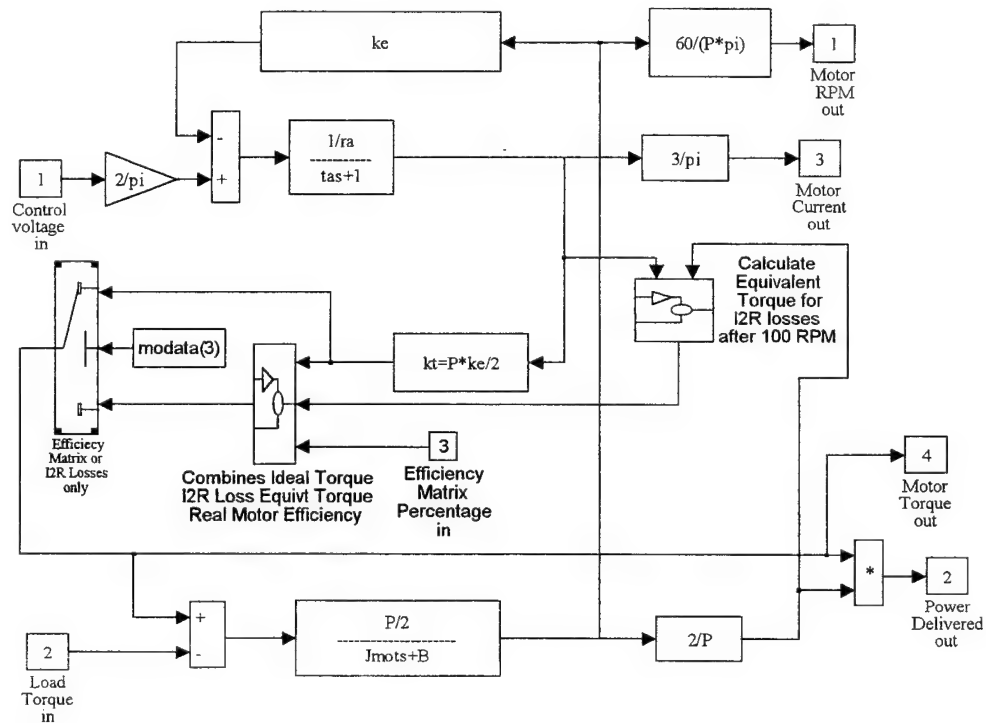 ke
60/(P*pi)
1
Motor
RPM
out
-
+
1/ra
tas+1
3/pi
3
Motor
Current
out
1
Control
voltage
in
2/pi
Calculate
Equivalent
Torque for
I2R losses
after 100 RPM
modata(3)
kt=P*ke/2
Efficiecy
Matrix or
I2R Losses
only
Combines Ideal Torque
I2R Loss Equivt Torque
Real Motor Efficiency
3
Efficiency
Matrix
Percentage
in
4
Motor
Torque
out
*
2
Power
Delivered
out
+
-
P/2
Jmots+B
2/P
2
Load
Torque
in